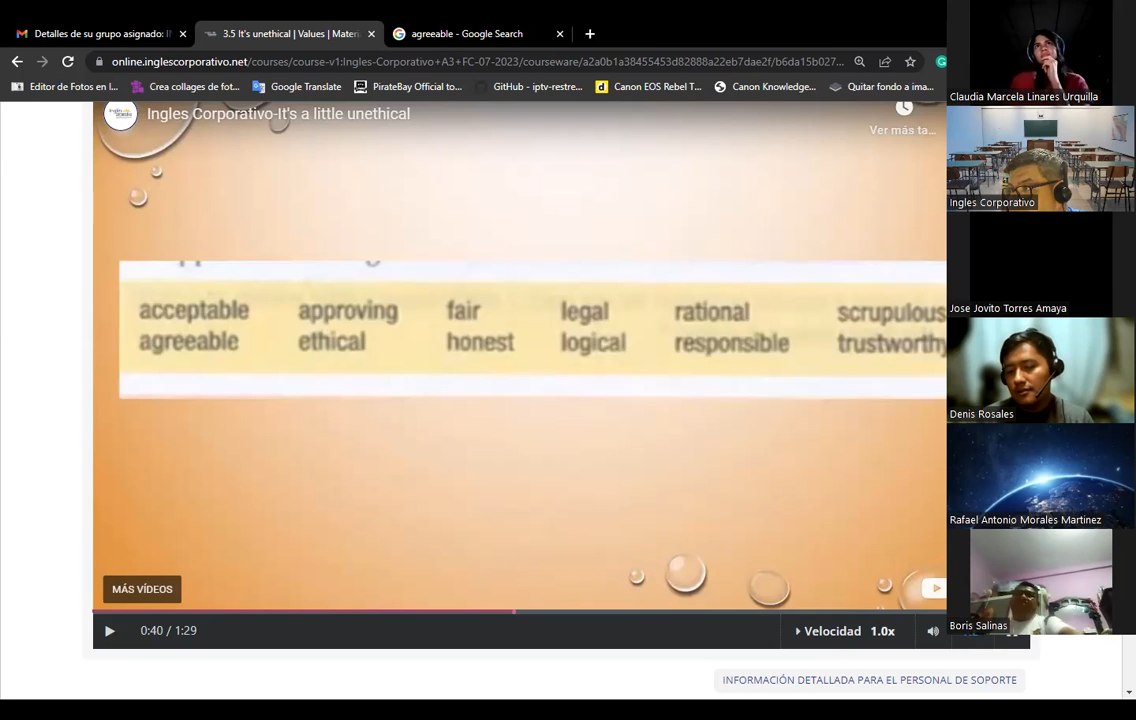 Detalles de su grupo asignado: I
3.5 It's unethical | Values | Materi
agreeable - Google Search
online.inglescorporativo.net/courses/course-v1:Ingles-Corporativo+A3+FC-07-2023/courseware/a2a0b1a38455453d82888a22eb7dae2f/b6da15b027...
Editor de Fotos en l...
Crea collages de fot...
Google Translate
PirateBay Official to...
GitHub - iptv-restre...
Canon EOS Rebel T...
Canon Knowledge...
Quitar fondo a ima...
Ingles Corporativo-It's a little unethical
Ver más ta...
acceptable approving fair legal rational scrupulous
agreeable ethical honest logical responsible trustworthy
MÁS VÍDEOS
0:40 / 1:29
Velocidad 1.0x
INFORMACIÓN DETALLADA PARA EL PERSONAL DE SOPORTE
Claudia Marcela Linares Urquilla
Ingles Corporativo
Jose Jovito Torres Amaya
Denis Rosales
Rafael Antonio Morales Martinez
Boris Salinas